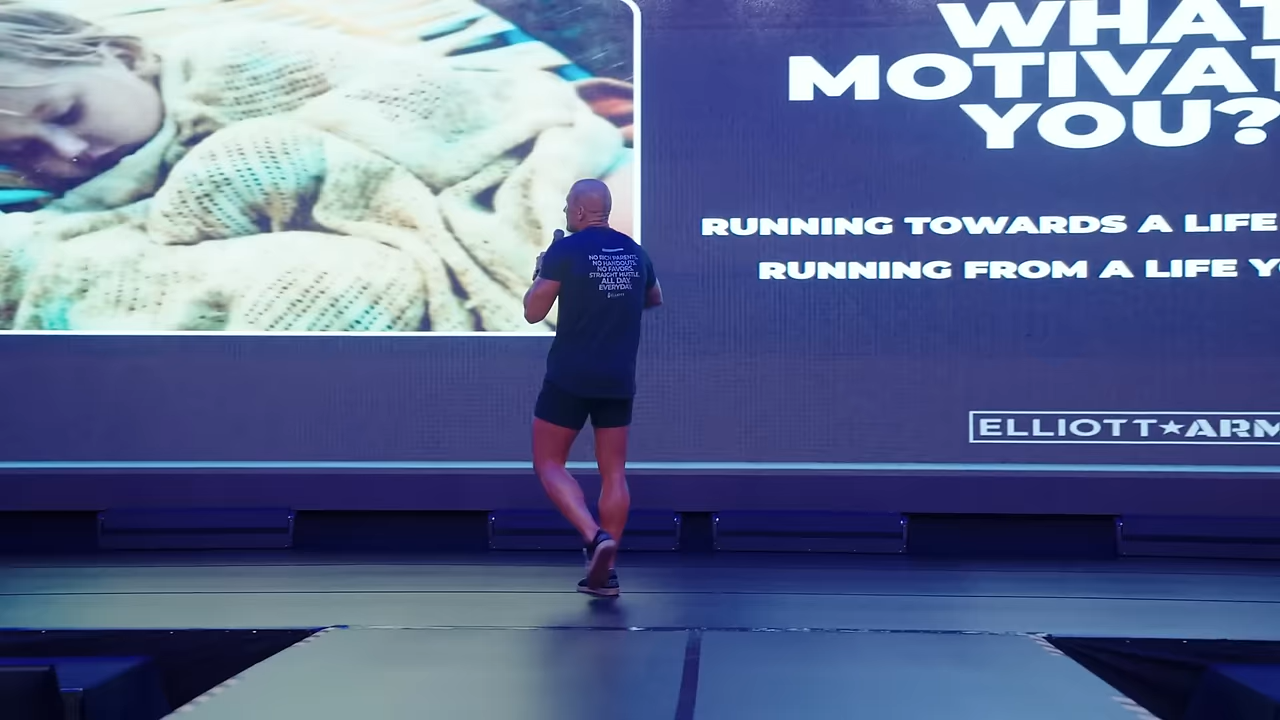 WHAT
MOTIVAT
YOU?
RUNNING TOWARDS A LIFE
RUNNING FROM A LIFE YO
NO RICH PARENTS.
NO HANDOUTS.
NO FAVORS.
STRAIGHT HUSTLE.
ALL DAY.
EVERYDAY.
ELLIOTT★ARM